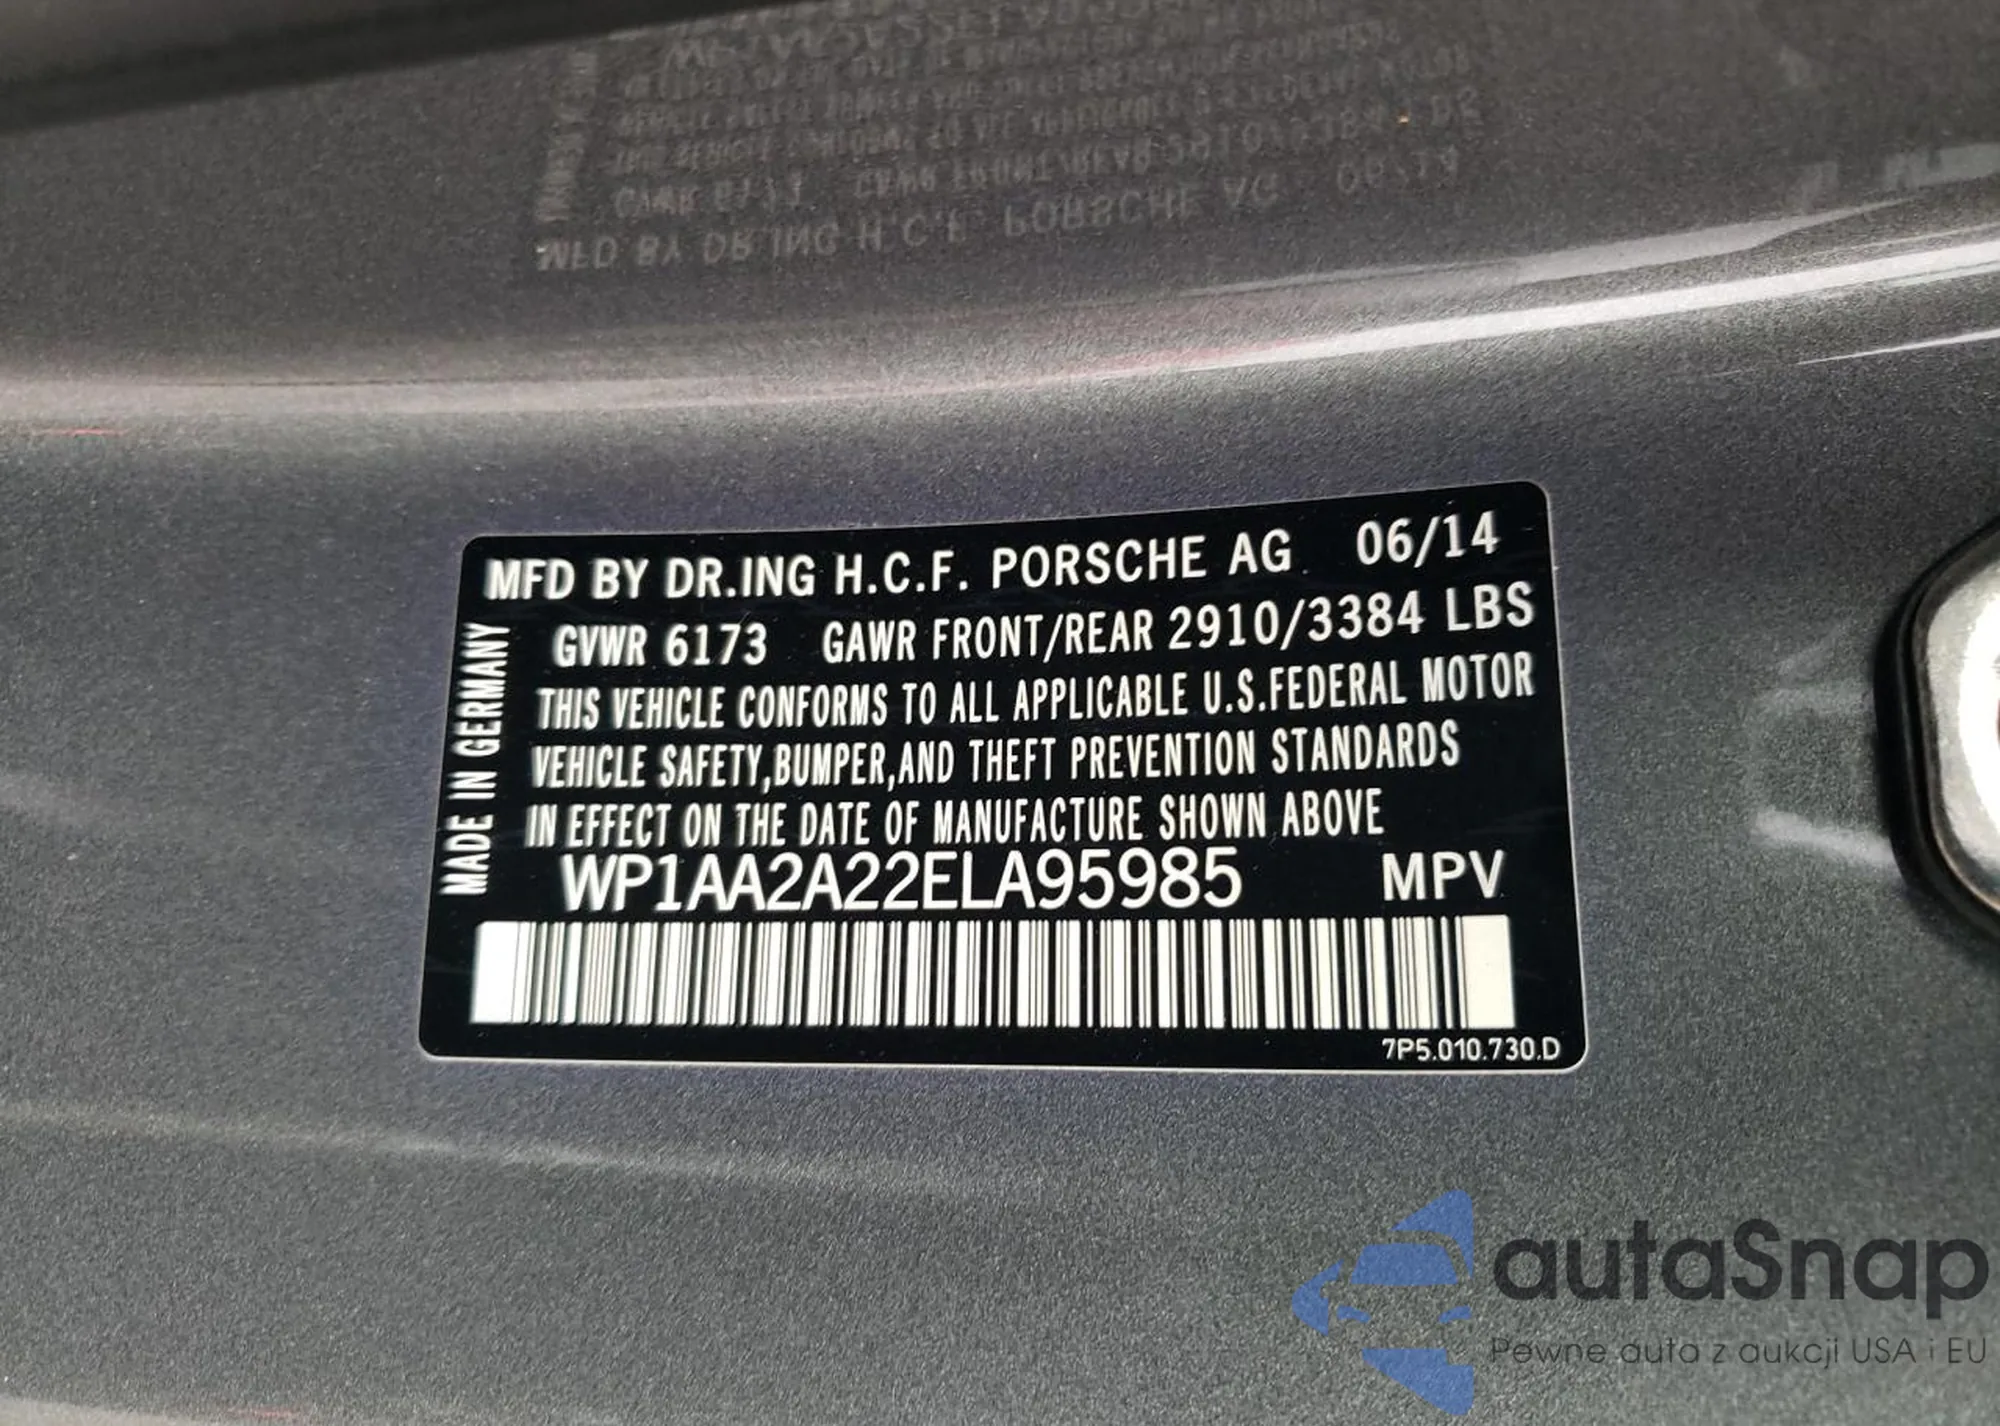 MFD BY DR.ING H.C.F. PORSCHE AG 06/14
GVWR 6173 GAWR FRONT/REAR 2910/3384 LBS
THIS VEHICLE CONFORMS TO ALL APPLICABLE U.S.FEDERAL MOTOR
VEHICLE SAFETY,BUMPER,AND THEFT PREVENTION STANDARDS
IN EFFECT ON THE DATE OF MANUFACTURE SHOWN ABOVE
WP1AA2A22ELA95985 MPV
MADE IN GERMANY
7P5.010.730.D
autaSnap
Pewne auta z aukcji USA i EU